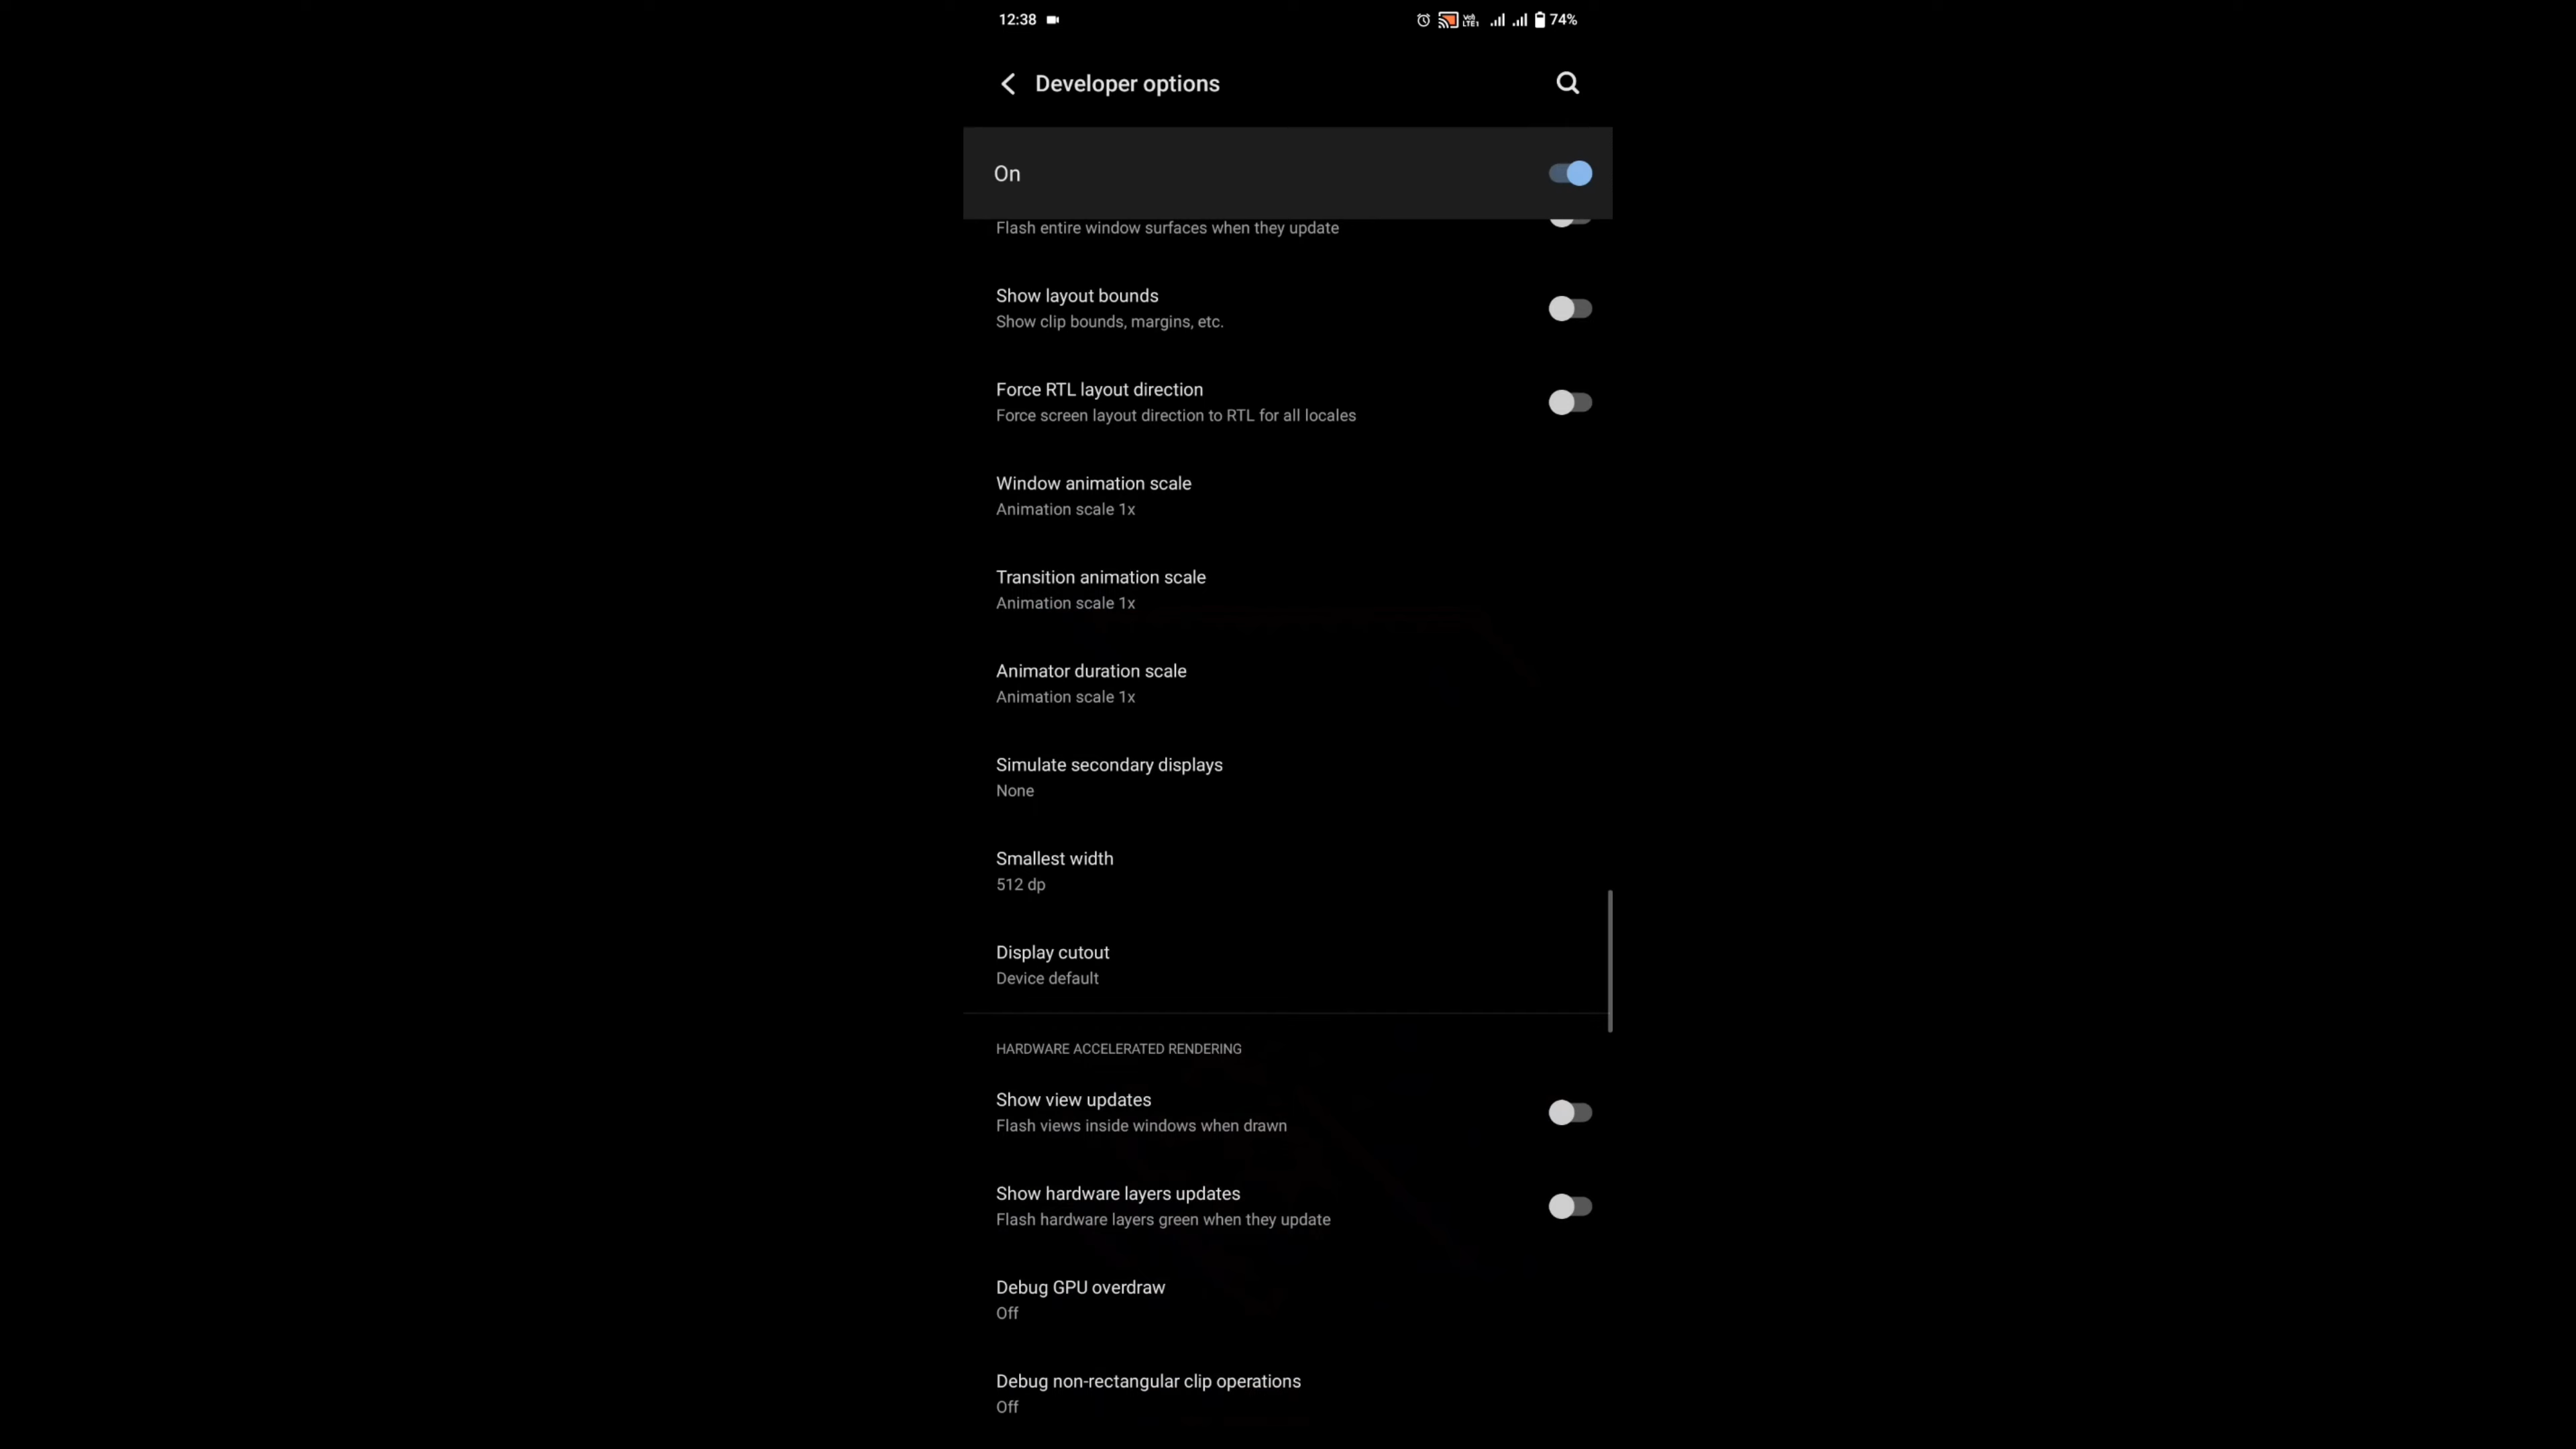 12:38
Vo)
LTE1
74%
Developer options
On
Flash entire window surfaces when they update
Show layout bounds
Show clip bounds, margins, etc.
Force RTL layout direction
Force screen layout direction to RTL for all locales
Window animation scale
Animation scale 1x
Transition animation scale
Animation scale 1x
Animator duration scale
Animation scale 1x
Simulate secondary displays
None
Smallest width
512 dp
Display cutout
Device default
HARDWARE ACCELERATED RENDERING
Show view updates
Flash views inside windows when drawn
Show hardware layers updates
Flash hardware layers green when they update
Debug GPU overdraw
Off
Debug non-rectangular clip operations
Off